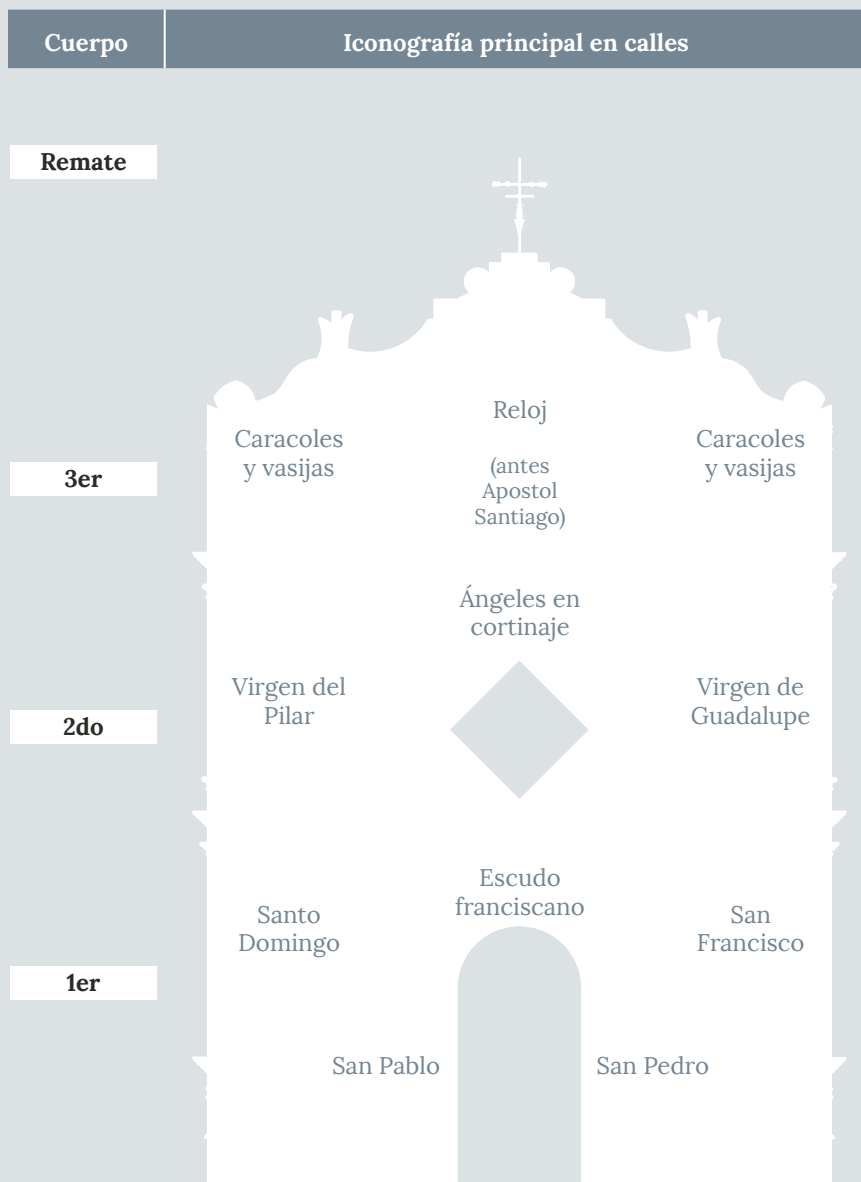 Cuerpo
Iconografía principal en calles
Remate
3er
Caracoles
y vasijas
Reloj
(antes
Apostol
Santiago)
Caracoles
y vasijas
2do
Ángeles en
cortinaje
Virgen del
Pilar
Virgen de
Guadalupe
1er
Escudo
franciscano
Santo
Domingo
San
Francisco
San Pablo
San Pedro